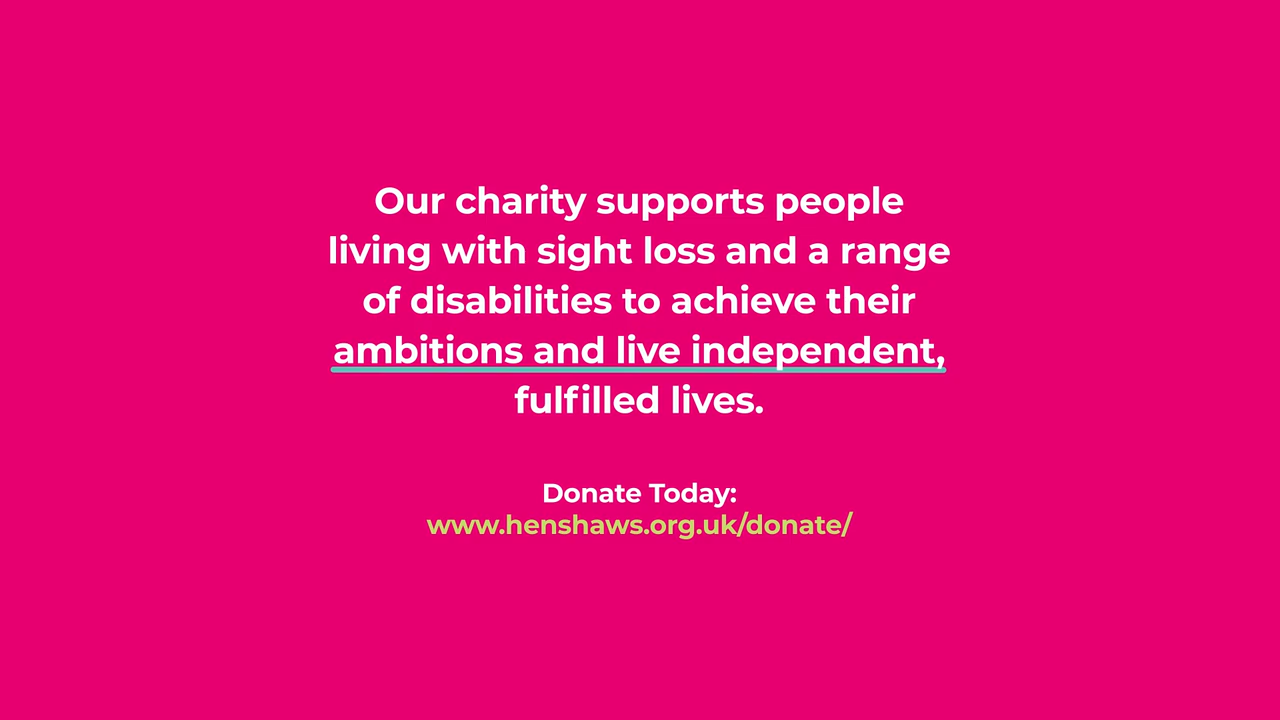 Our charity supports people
living with sight loss and a range
of disabilities to achieve their
ambitions and live independent,
fulfilled lives.
Donate Today:
www.henshaws.org.uk/donate/